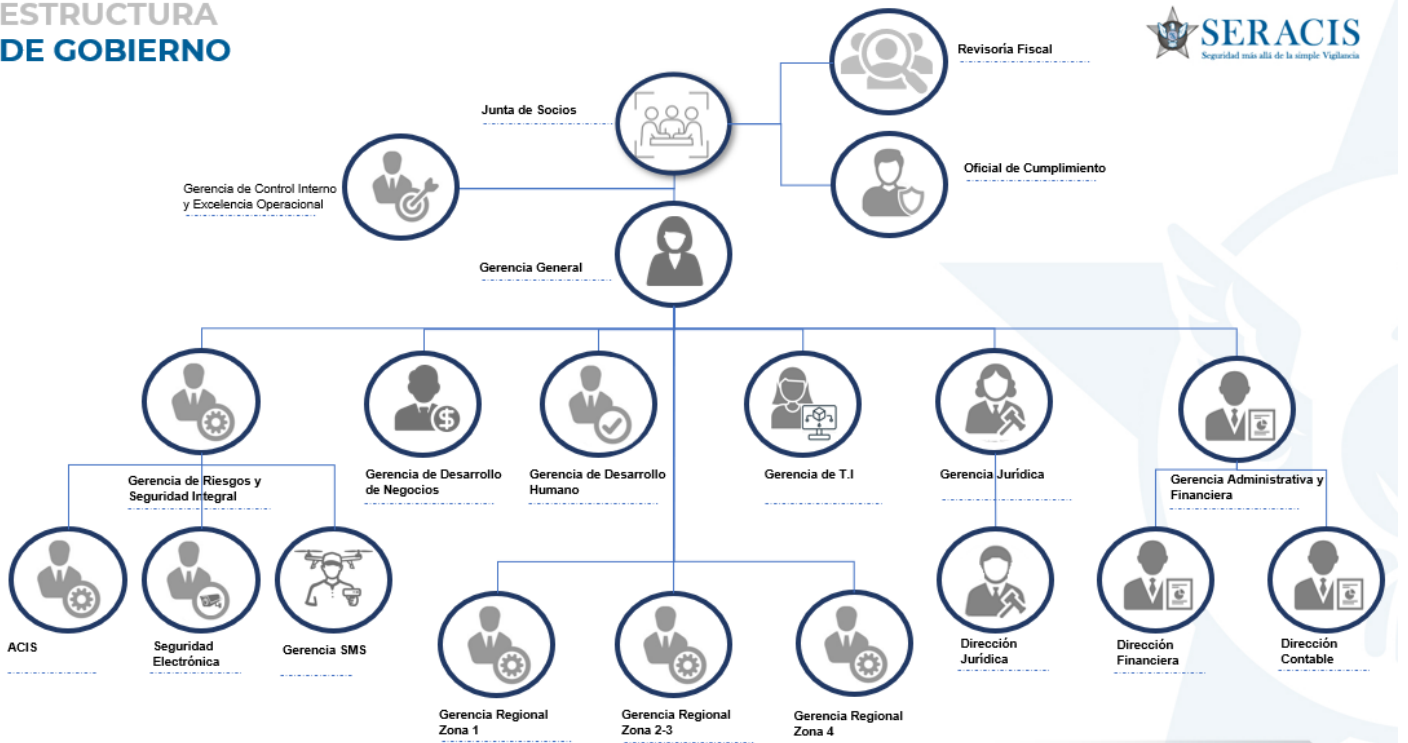 ESTRUCTURA
DE GOBIERNO
SERACIS
Seguridad más allá de la simple Vigilancia
Revisoría Fiscal
Junta de Socios
Oficial de Cumplimiento
Gerencia de Control Interno
y Excelencia Operacional
Gerencia General
Gerencia de Riesgos y
Seguridad Integral
Gerencia de Desarrollo
de Negocios
Gerencia de Desarrollo
Humano
Gerencia de T.I
Gerencia Jurídica
Gerencia Administrativa y
Financiera
ACIS
Seguridad
Electrónica
Gerencia SMS
Dirección
Jurídica
Dirección
Financiera
Dirección
Contable
Gerencia Regional
Zona 1
Gerencia Regional
Zona 2-3
Gerencia Regional
Zona 4